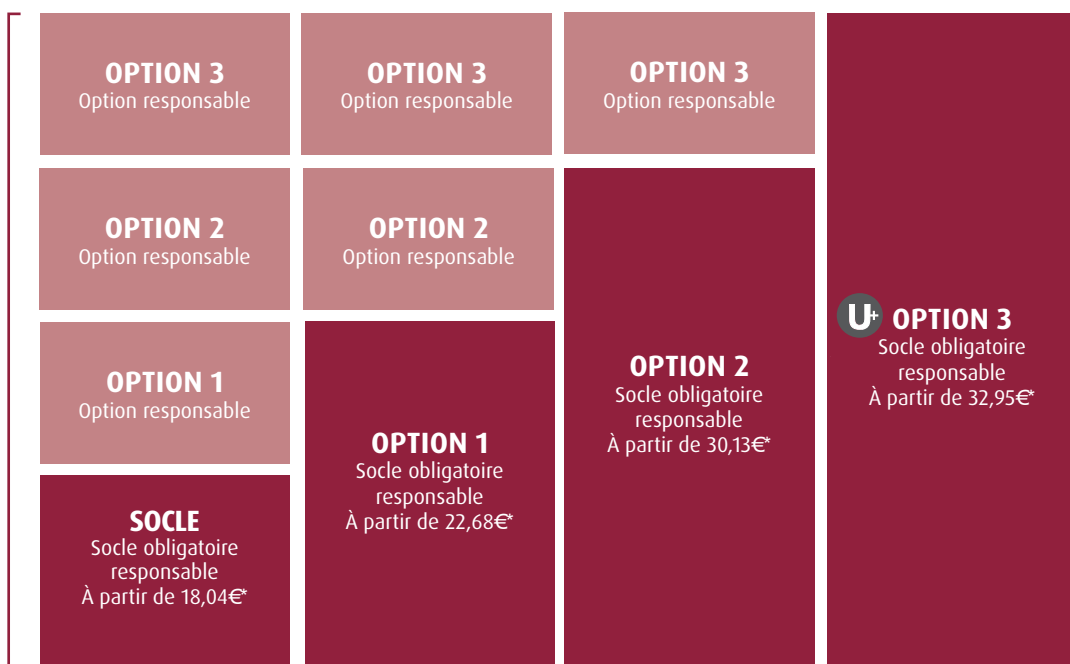 OPTION 3
Option responsable
OPTION 3
Option responsable
OPTION 3
Option responsable
OPTION 2
Option responsable
OPTION 2
Option responsable
OPTION 1
Option responsable
SOCLE
Socle obligatoire
responsable
À partir de 18,04€*
OPTION 1
Socle obligatoire
responsable
À partir de 22,68€*
OPTION 2
Socle obligatoire
responsable
À partir de 30,13€*
U+ OPTION 3
Socle obligatoire
responsable
À partir de 32,95€*